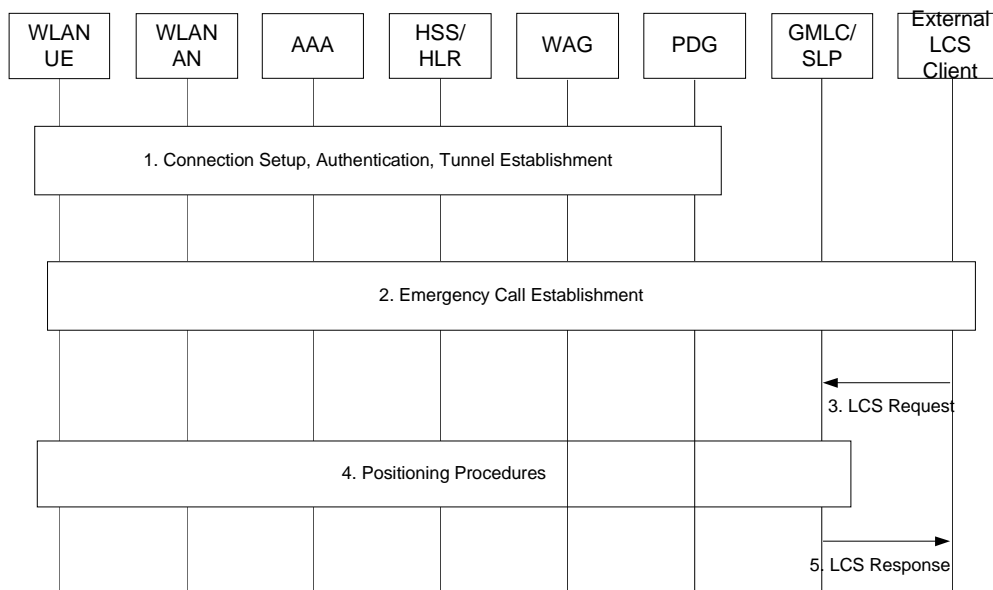 WLAN
UE
WLAN
AN
AAA
HSS/
HLR
WAG
PDG
GMLC/
SLP
External
LCS
Client
1. Connection Setup, Authentication, Tunnel Establishment
2. Emergency Call Establishment
3. LCS Request
4. Positioning Procedures
5. LCS Response